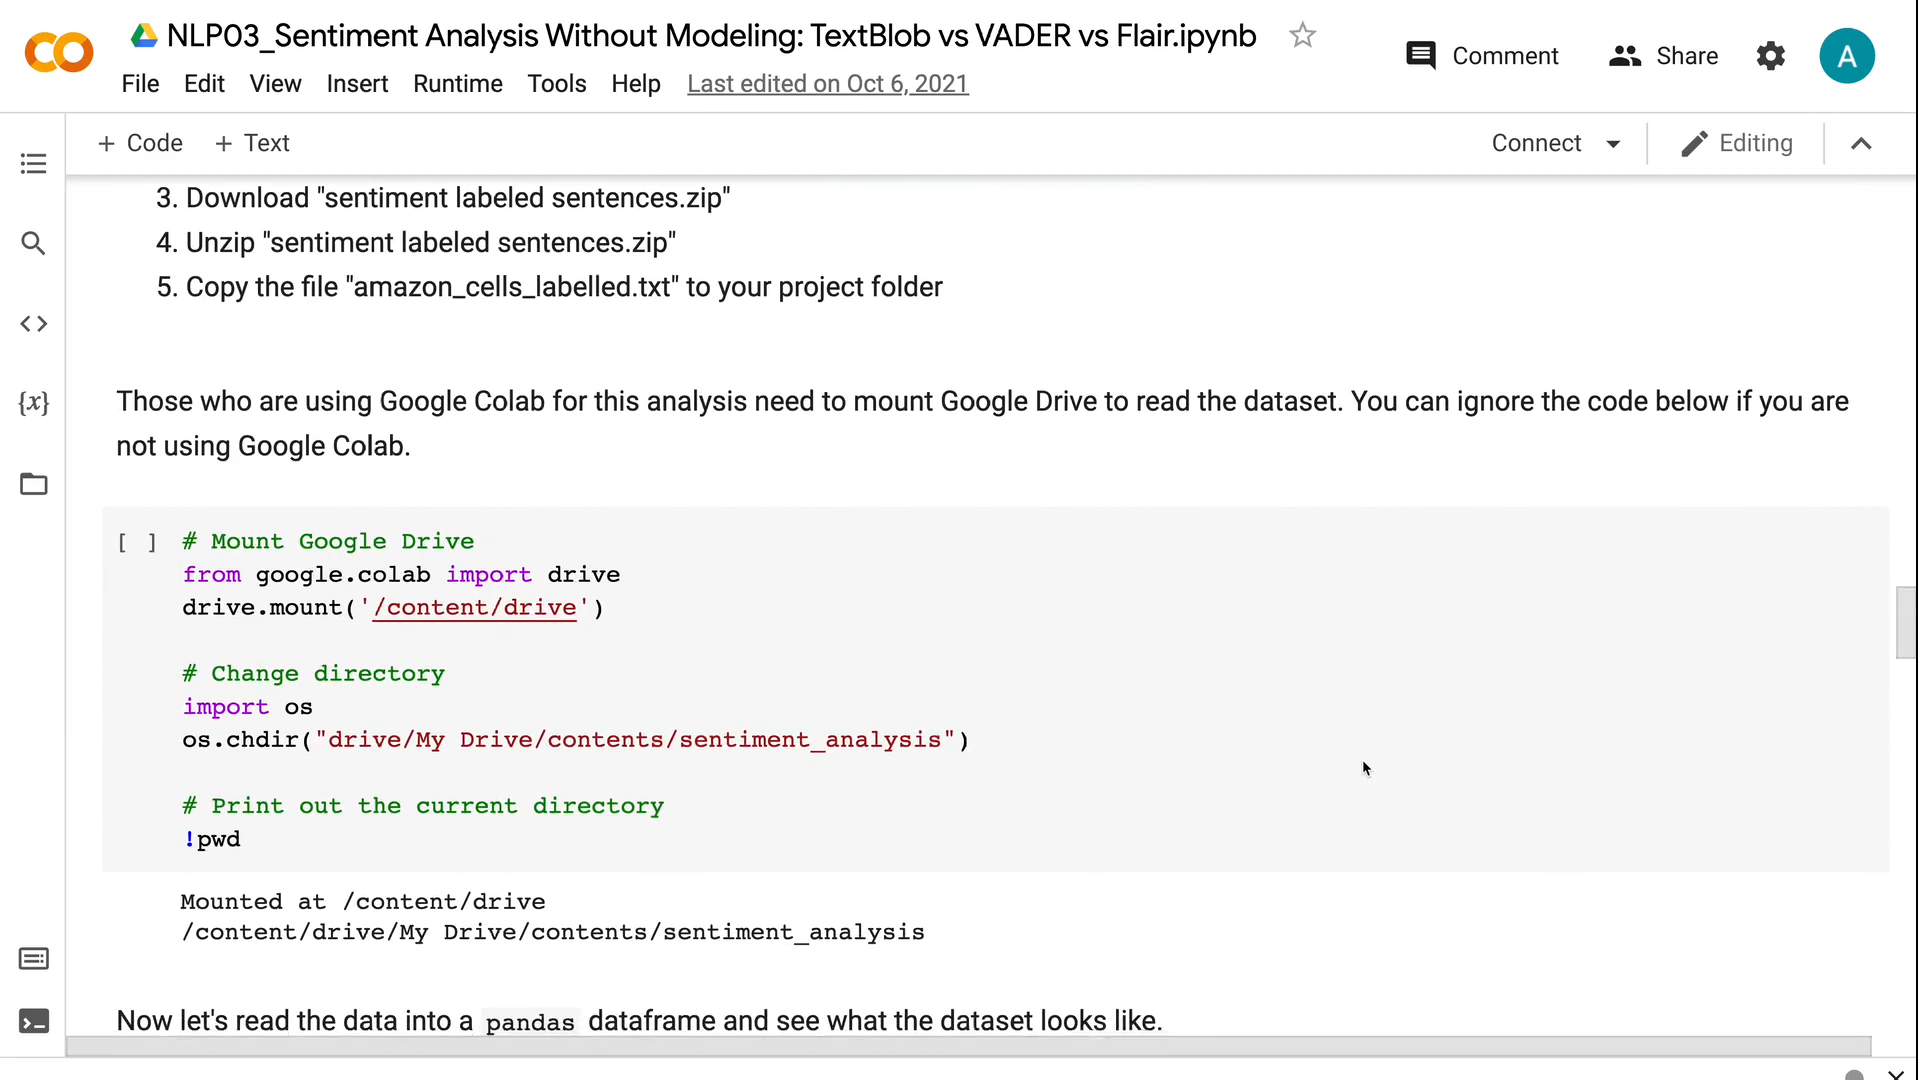 NLP03_Sentiment Analysis Without Modeling: TextBlob vs VADER vs Flair.ipynb
Comment
Share
A
File Edit View Insert Runtime Tools Help Last edited on Oct 6, 2021
+ Code + Text
Connect
Editing
3. Download "sentiment labeled sentences.zip"
4. Unzip "sentiment labeled sentences.zip"
5. Copy the file "amazon_cells_labelled.txt" to your project folder
{x}
Those who are using Google Colab for this analysis need to mount Google Drive to read the dataset. You can ignore the code below if you are
not using Google Colab.
[ ] # Mount Google Drive
from google.colab import drive
drive.mount('/content/drive')
# Change directory
import os
os.chdir("drive/My Drive/contents/sentiment_analysis")
# Print out the current directory
!pwd
Mounted at /content/drive
/content/drive/My Drive/contents/sentiment_analysis
Now let's read the data into a pandas dataframe and see what the dataset looks like.